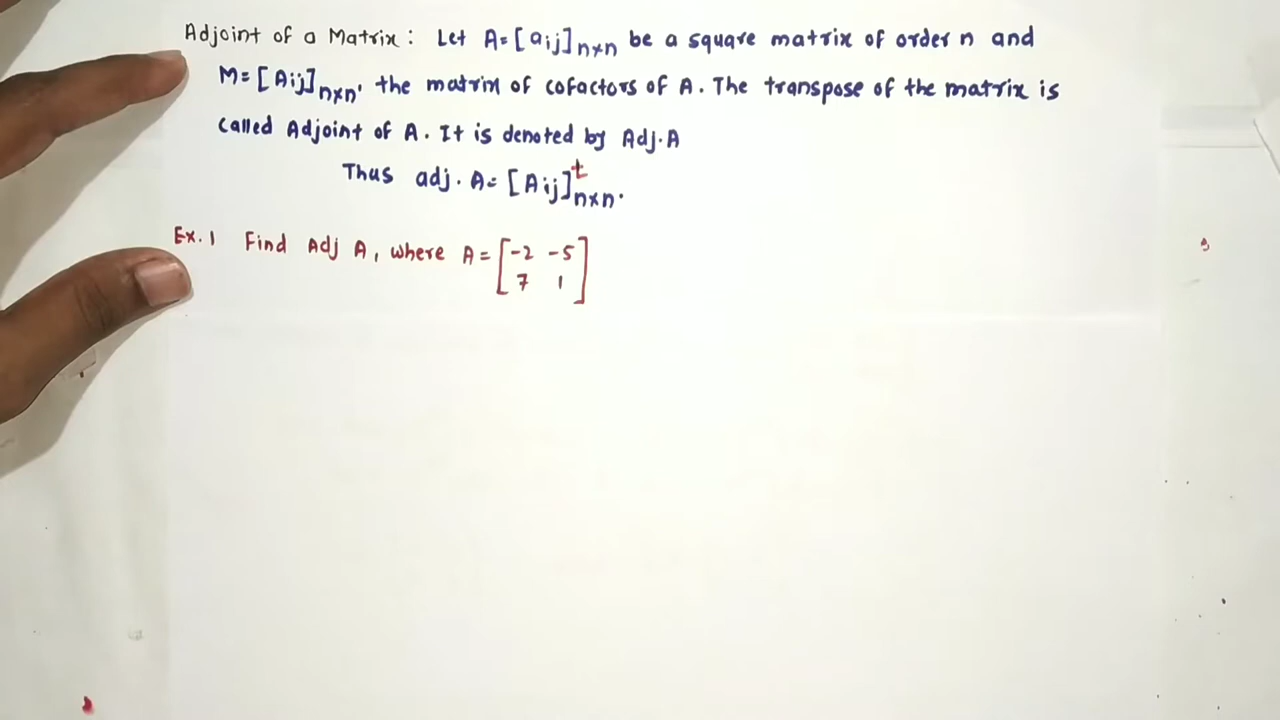 Adjoint of a Matrix: Let A=[aij]n×n be a square matrix of order n and
M=[Aij]n×n, the matrix of cofactors of A. The transpose of the matrix is
called Adjoint of A. It is denoted by Adj.A
Thus adj. A=[Aij]^t n×n.
Ex.1 Find Adj A, where A=[-2 -5
7 1]